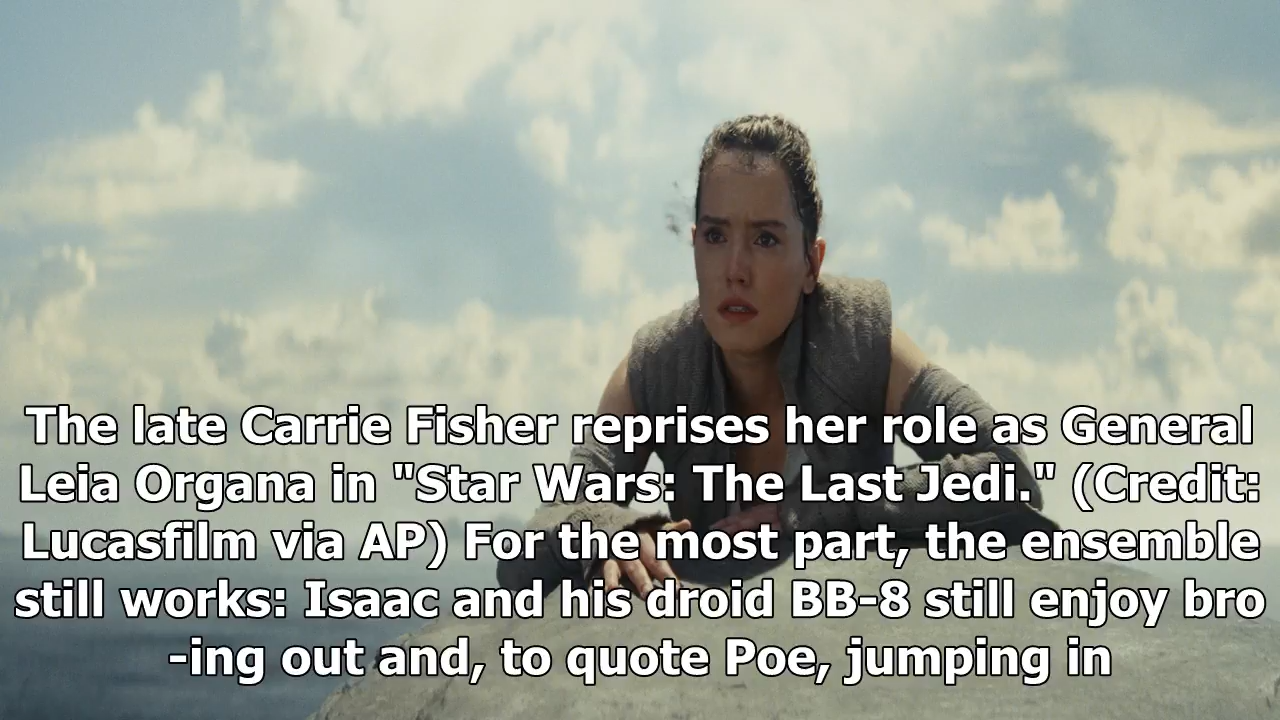 The late Carrie Fisher reprises her role as General
Leia Organa in "Star Wars: The Last Jedi." (Credit:
Lucasfilm via AP) For the most part, the ensemble
still works: Isaac and his droid BB-8 still enjoy bro
-ing out and, to quote Poe, jumping in